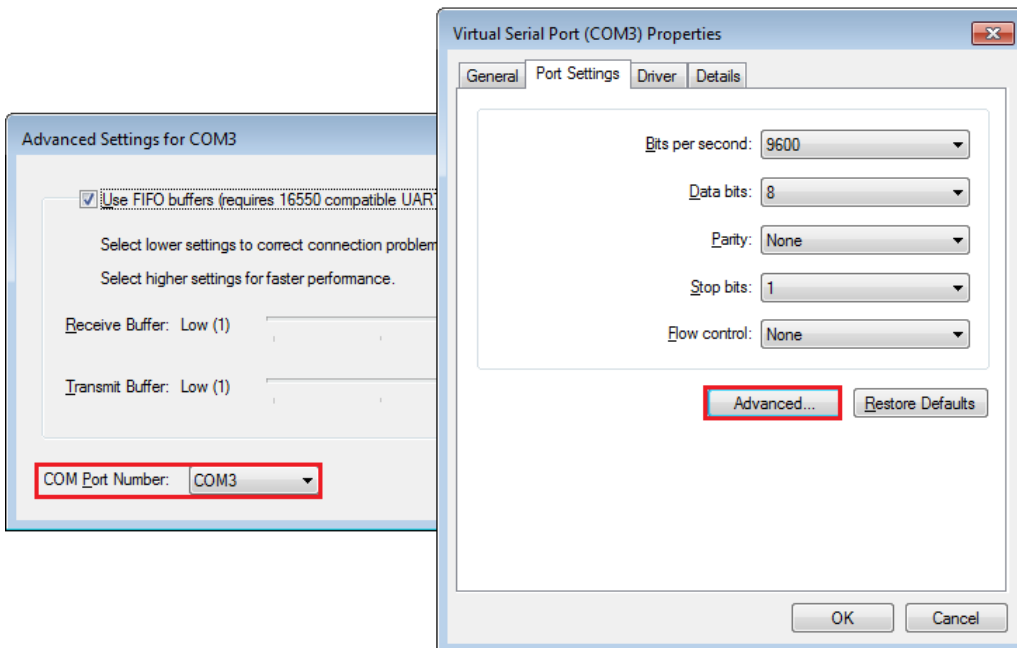 Advanced Settings for COM3
Use FIFO buffers (requires 16550 compatible UART
Select lower settings to correct connection problem
Select higher settings for faster performance.
Receive Buffer: Low (1)
Transmit Buffer: Low (1)
COM Port Number: COM3
Virtual Serial Port (COM3) Properties
General Port Settings Driver Details
Bits per second: 9600
Data bits: 8
Parity: None
Stop bits: 1
Flow control: None
Advanced... Restore Defaults
OK Cancel